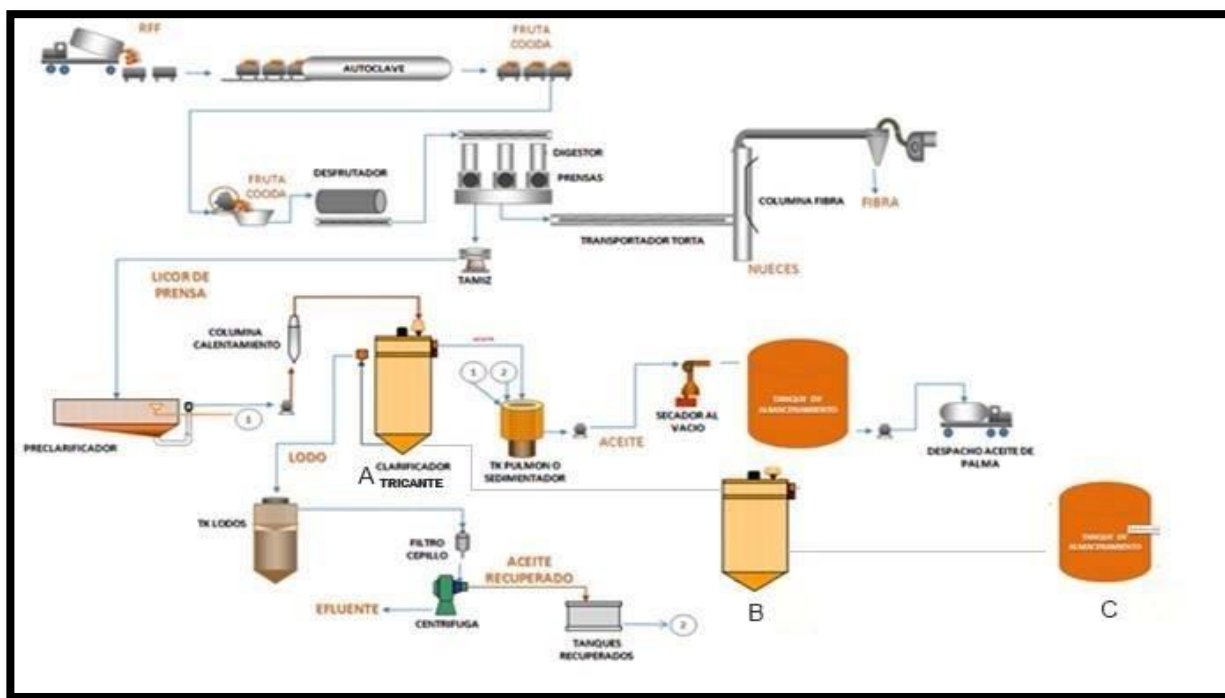 RFF
FRUTA
COCIDA
AUTOCLAVE
DIGESTOR
PRENSAS
FRUTA
COCIDA
DESFRUTADOR
COLUMNA FIBRA
FIBRA
TRANSPORTADOR TORTA
NUECES
TAMIZ
LICOR DE
PRENSA
COLUMNA
CALENTAMIENTO
ACEITE
1
2
1
PRECLARIFICADOR
LODO
A
CLARIFICADOR
TRICANTE
TK PULMON O
SEDIMENTADOR
ACEITE
SECADOR AL
VACIO
TANQUE DE
ALMACENAMIENTO
DESPACHO ACEITE DE
PALMA
TK LODOS
FILTRO
CEPILLO
ACEITE
RECUPERADO
EFLUENTE
CENTRIFUGA
TANQUES
RECUPERADOS
2
B
TANQUE DE
ALMACENAMIENTO
C